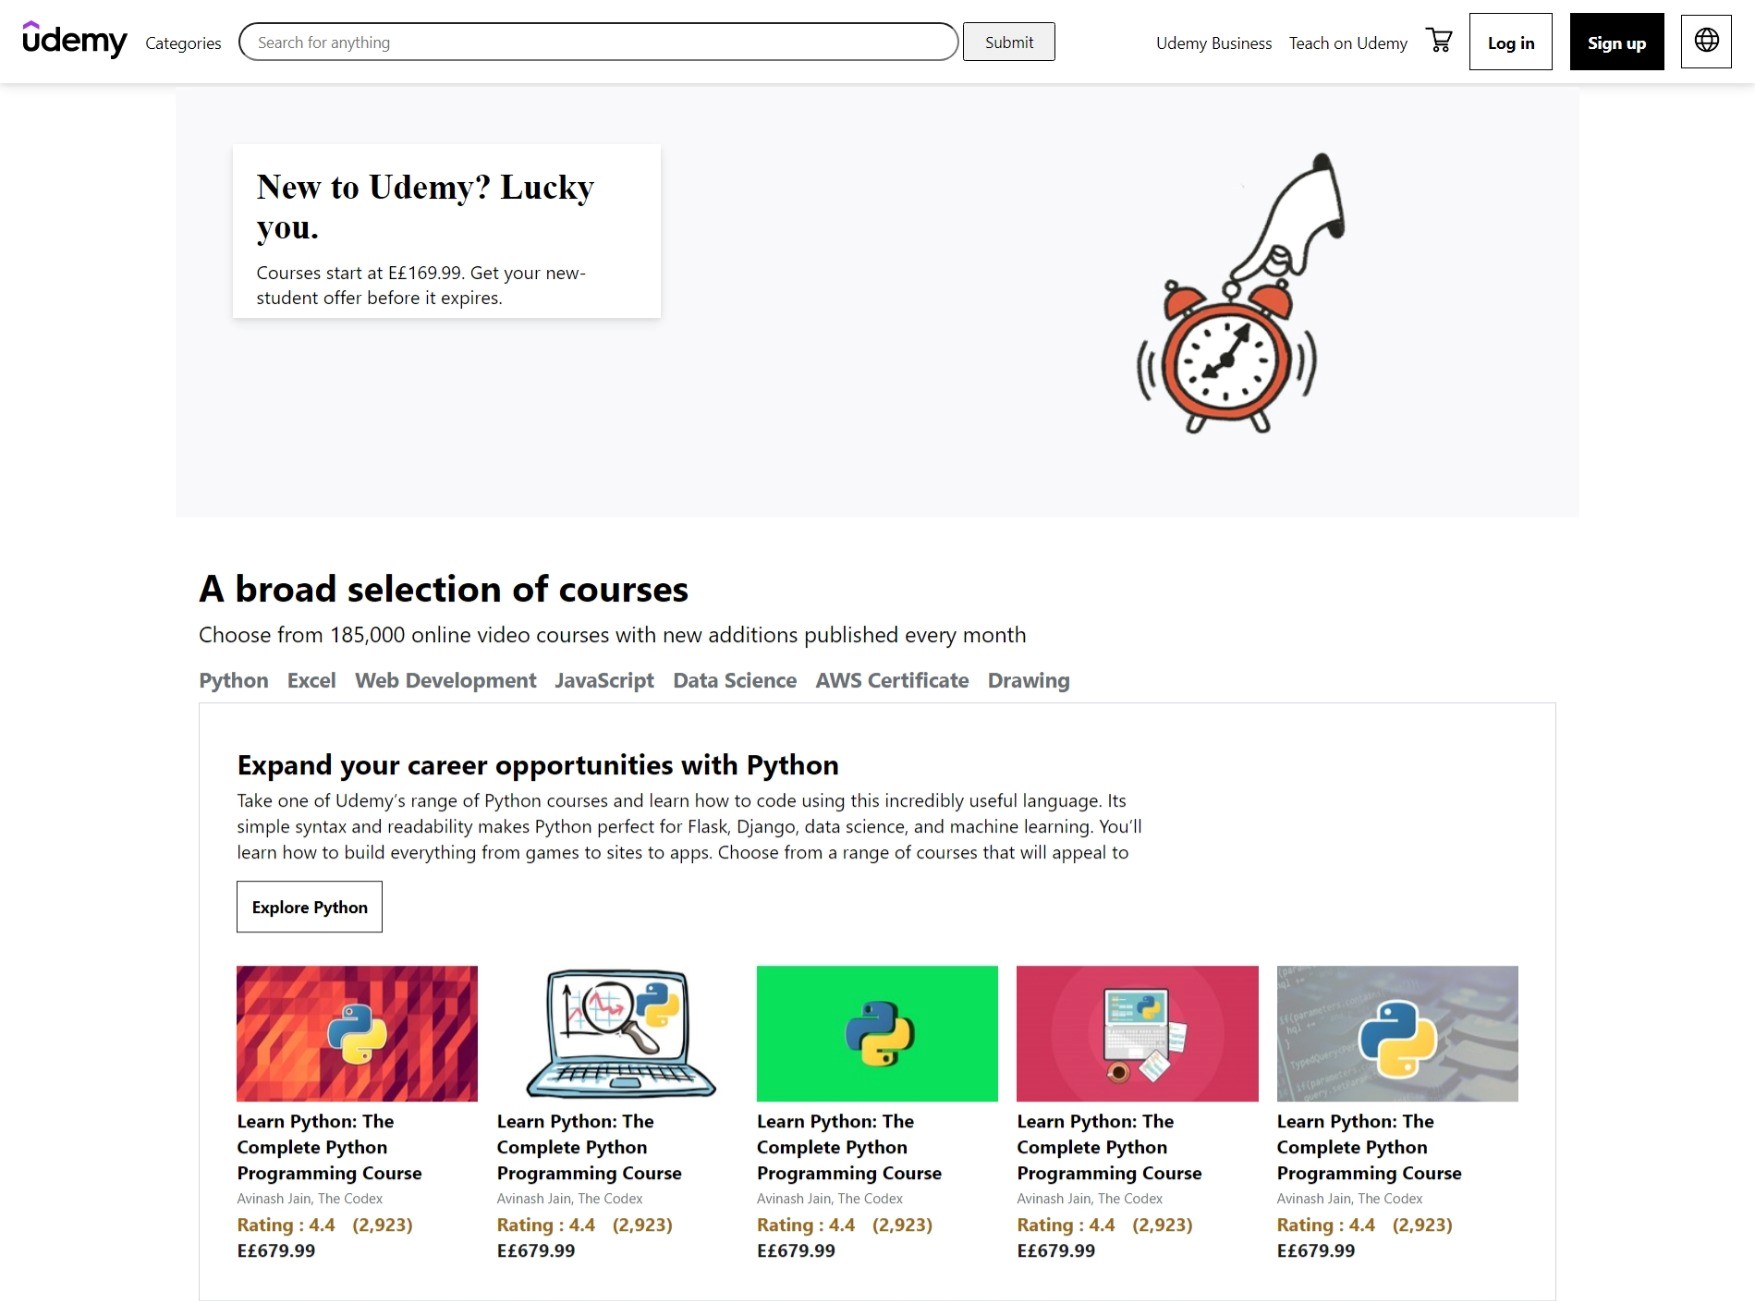 udemy
Categories
Search for anything
Submit
Udemy Business
Teach on Udemy
Log in
Sign up
New to Udemy? Lucky
you.
Courses start at E£169.99. Get your new-
student offer before it expires.
A broad selection of courses
Choose from 185,000 online video courses with new additions published every month
Python Excel Web Development JavaScript Data Science AWS Certificate Drawing
Expand your career opportunities with Python
Take one of Udemy’s range of Python courses and learn how to code using this incredibly useful language. Its
simple syntax and readability makes Python perfect for Flask, Django, data science, and machine learning. You’ll
learn how to build everything from games to sites to apps. Choose from a range of courses that will appeal to
Explore Python
Learn Python: The
Complete Python
Programming Course
Avinash Jain, The Codex
Rating : 4.4 (2,923)
E£679.99
Learn Python: The
Complete Python
Programming Course
Avinash Jain, The Codex
Rating : 4.4 (2,923)
E£679.99
Learn Python: The
Complete Python
Programming Course
Avinash Jain, The Codex
Rating : 4.4 (2,923)
E£679.99
Learn Python: The
Complete Python
Programming Course
Avinash Jain, The Codex
Rating : 4.4 (2,923)
E£679.99
Learn Python: The
Complete Python
Programming Course
Avinash Jain, The Codex
Rating : 4.4 (2,923)
E£679.99